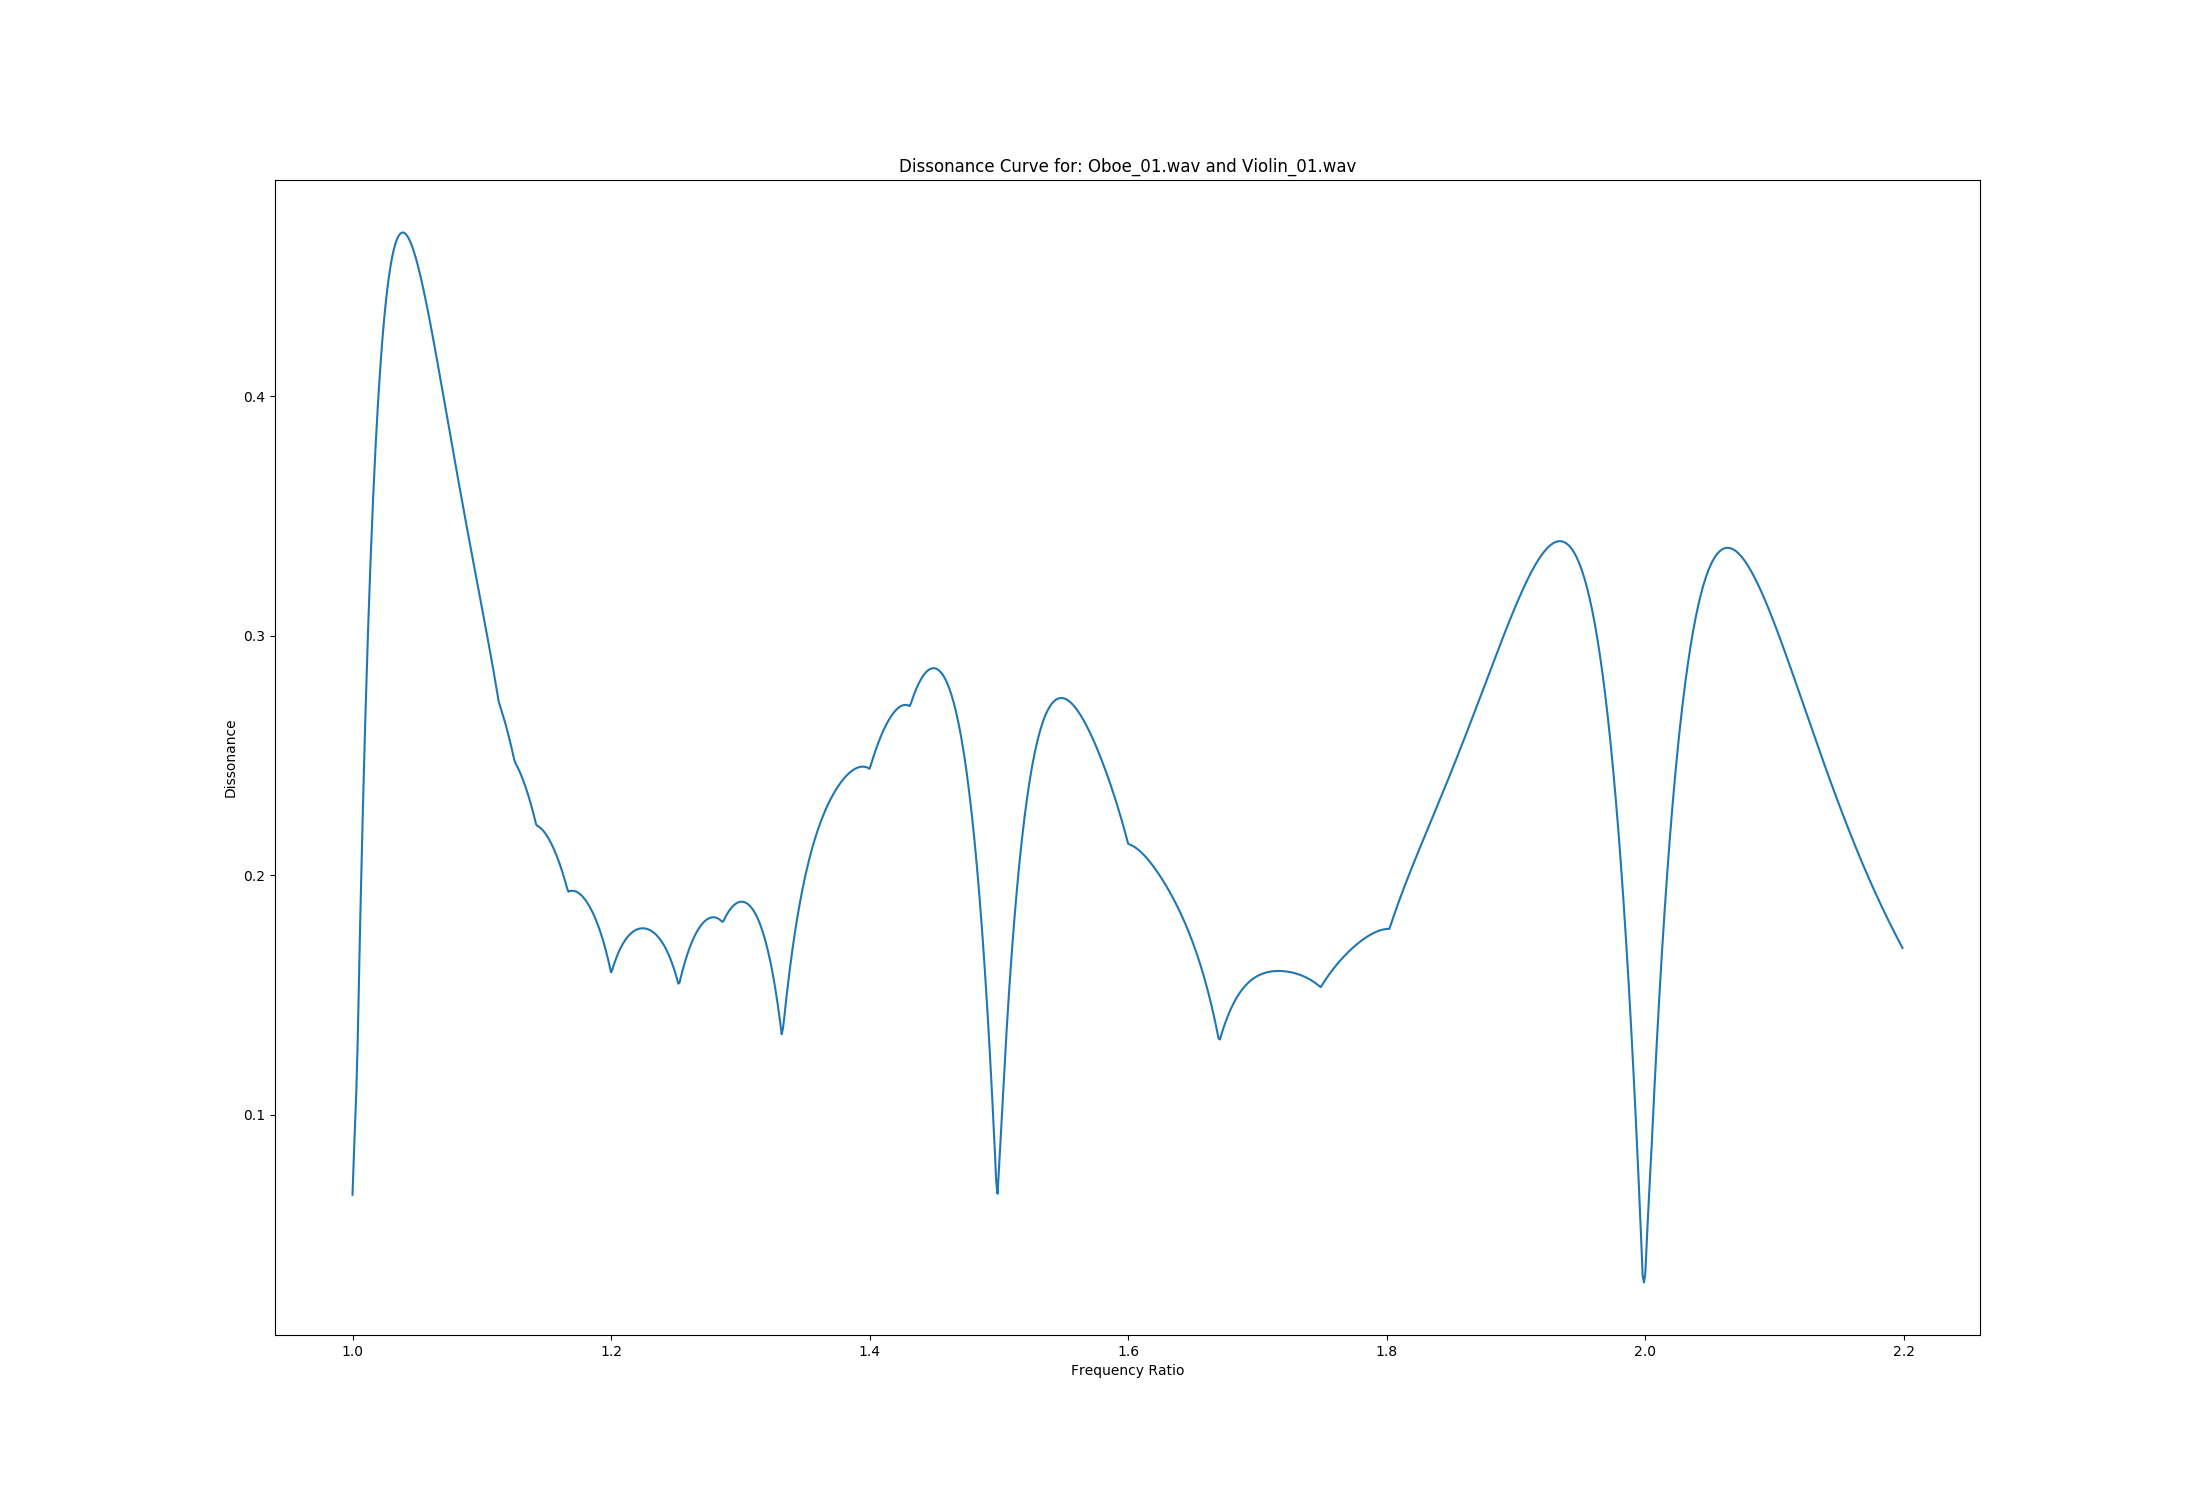 Dissonance Curve for: Oboe_01.wav and Violin_01.wav
Dissonance
0.4
0.3
0.2
0.1
1.0 1.2 1.4 1.6 1.8 2.0 2.2
Frequency Ratio